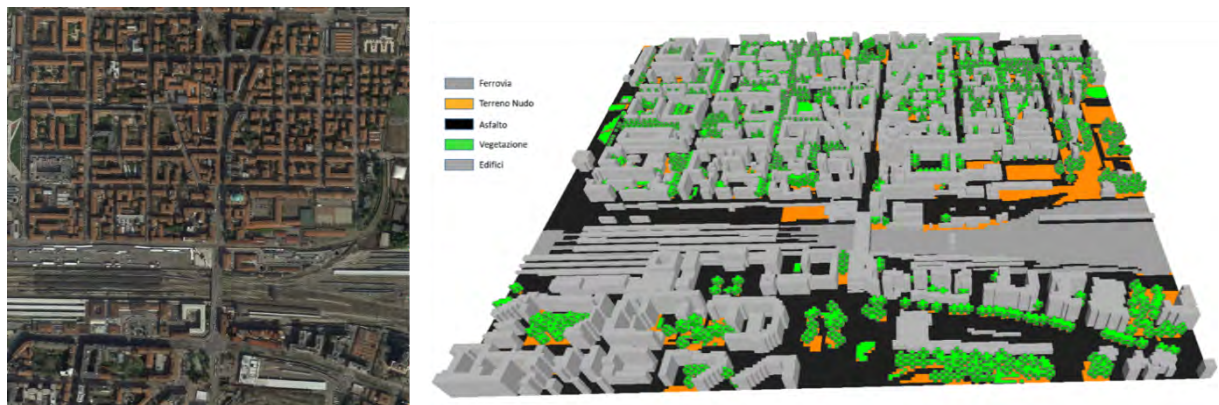 Ferrovia
Terreno Nudo
Asfalto
Vegetazione
Edifici